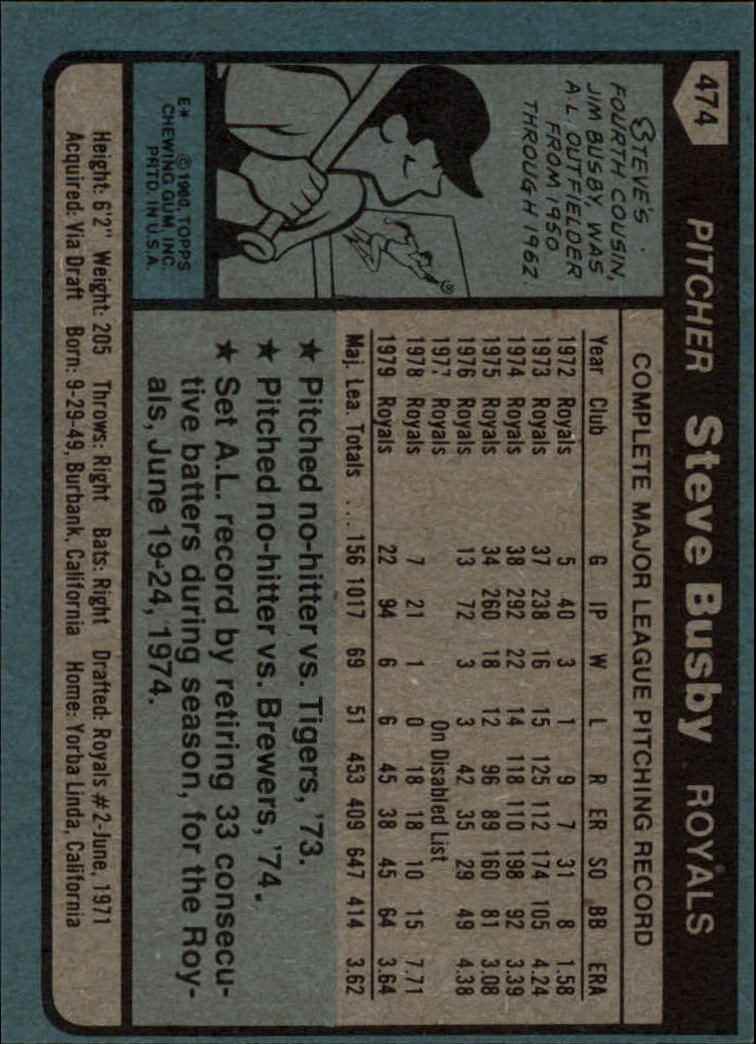 474 PITCHER Steve Busby ROYALS
STEVE'S
FOURTH COUSIN,
JIM BUSBY, WAS
A.L. OUTFIELDER
FROM 1950
THROUGH 1962.
COMPLETE MAJOR LEAGUE PITCHING RECORD
Year Club G IP W L R ER SO BB ERA
1972 Royals 5 40 3 1 9 7 31 8 1.58
1973 Royals 37 238 16 15 125 112 174 105 4.24
1974 Royals 38 292 22 14 118 110 198 92 3.39
1975 Royals 34 260 18 12 96 89 160 81 3.08
1976 Royals 13 72 3 3 42 35 29 49 4.38
1977 Royals On Disabled List
1978 Royals 7 21 1 0 18 18 10 15 7.71
1979 Royals 22 94 6 6 45 38 45 64 3.64
Maj. Lea. Totals ... 156 1017 69 51 453 409 647 414 3.62
★ Pitched no-hitter vs. Tigers, '73.
★ Pitched no-hitter vs. Brewers, '74.
★ Set A.L. record by retiring 33 consecu-
tive batters during season, for the Roy-
als, June 19-24, 1974.
E* © 1980, TOPPS
CHEWING GUM, INC.
PRTD. IN U.S.A.
Height: 6'2" Weight: 205 Throws: Right Bats: Right Drafted: Royals #2-June, 1971
Acquired: Via Draft Born: 9-29-49, Burbank, California Home: Yorba Linda, California